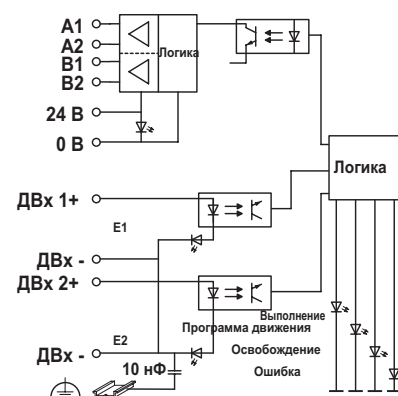 A1
A2
Логика
B1
B2
24 В
0 В
Логика
ДВх 1+
E1
ДВх -
ДВх 2+
Выполнение
Программа движения
E2
Освобождение
ДВх -
10 нФ
Ошибка